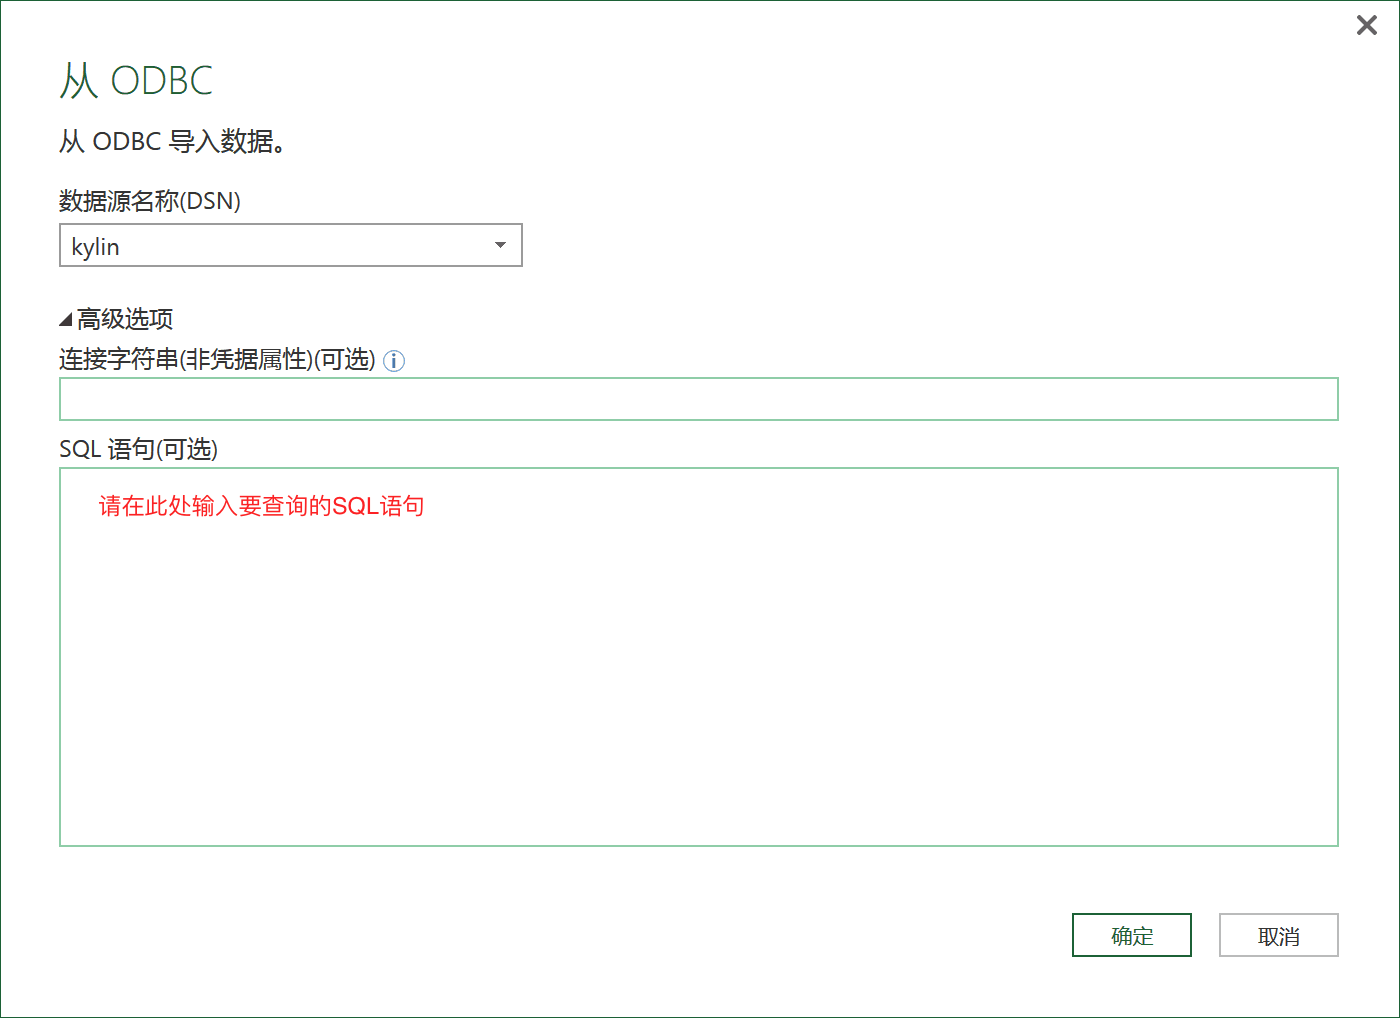 从 ODBC
从 ODBC 导入数据。
数据源名称(DSN)
kylin
高级选项
连接字符串(非凭据属性)(可选)
SQL 语句(可选)
请在此处输入要查询的SQL语句
确定
取消